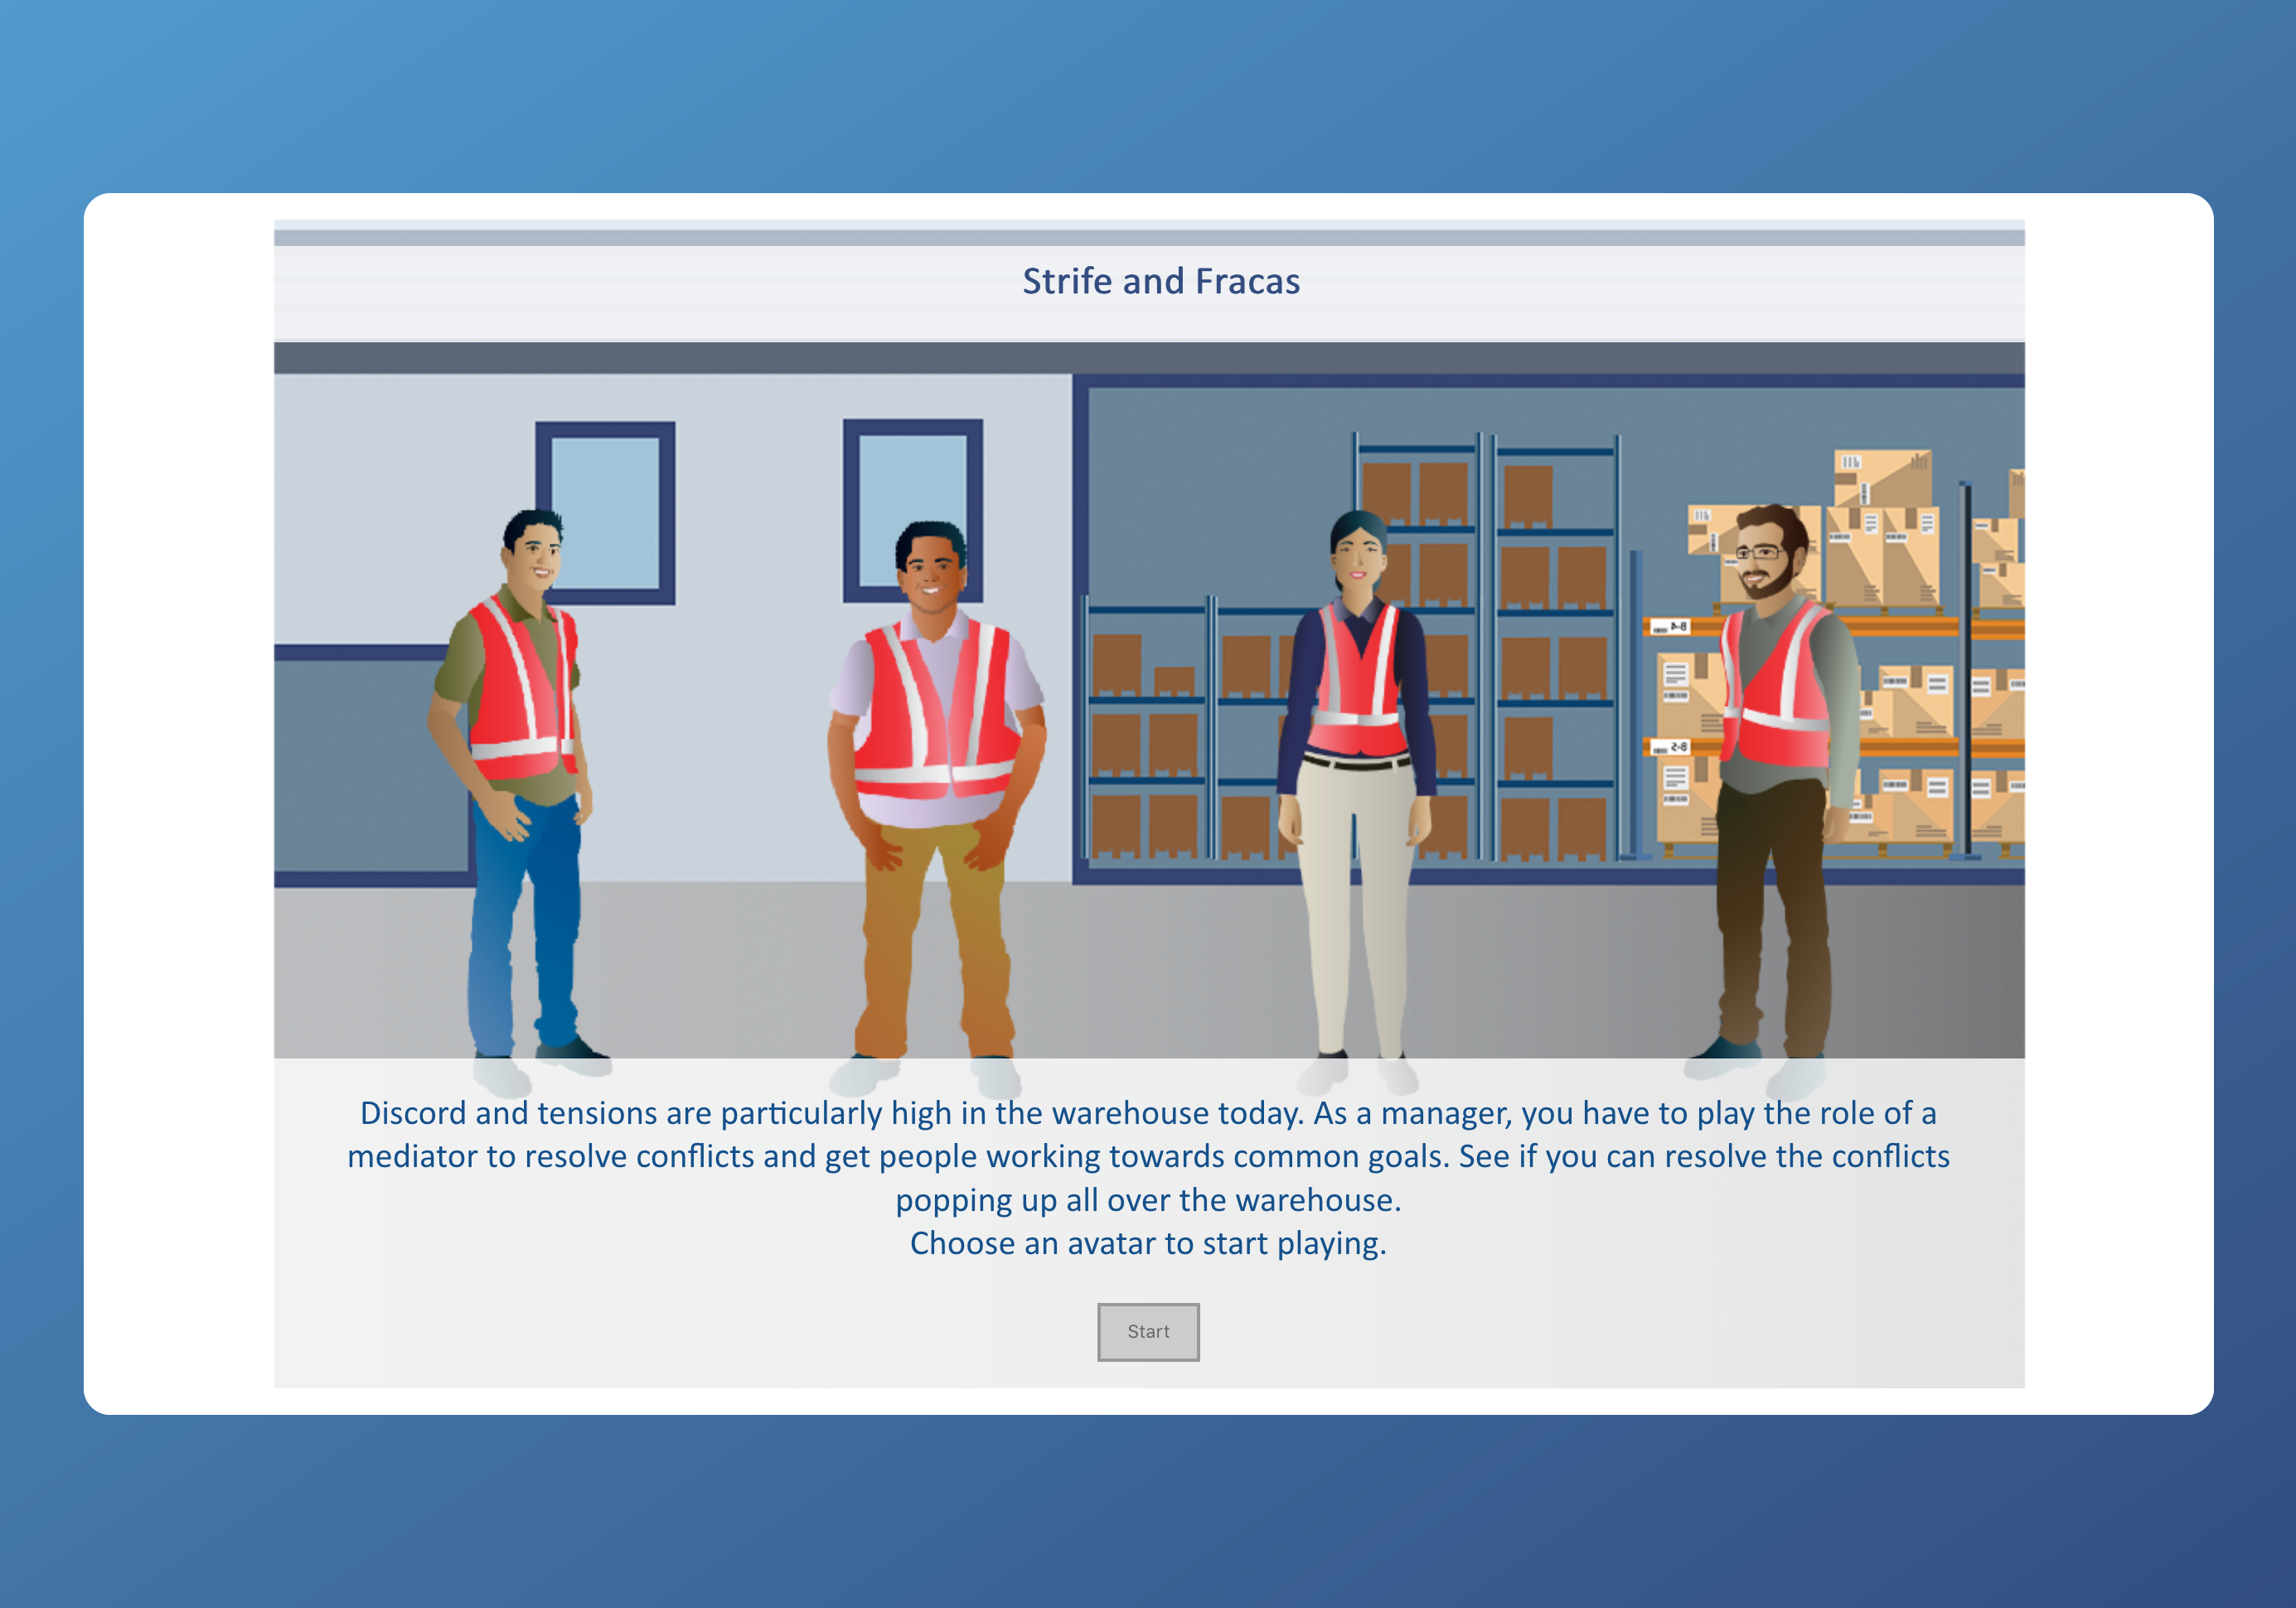 Strife and Fracas
Discord and tensions are particularly high in the warehouse today. As a manager, you have to play the role of a
mediator to resolve conflicts and get people working towards common goals. See if you can resolve the conflicts
popping up all over the warehouse.
Choose an avatar to start playing.
Start